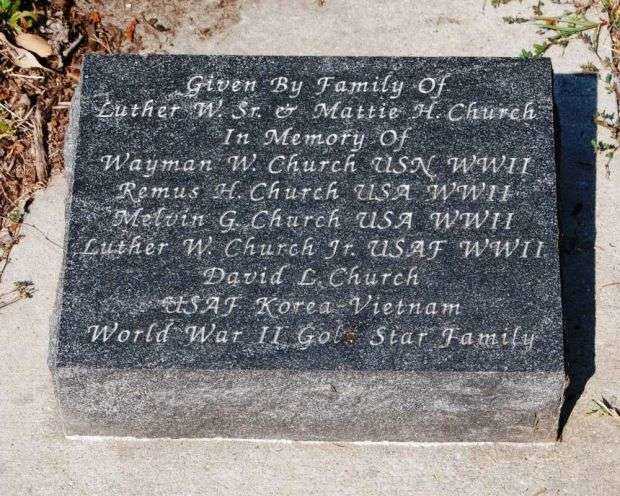 Given By Family Of
Luther W. Sr. & Mattie H. Church
In Memory Of
Wayman W. Church USN WWII
Remus H. Church USA WWII
Melvin G. Church USA WWII
Luther W. Church Jr. USAF WWII
David L. Church
USAF Korea-Vietnam
World War II Gold Star Family